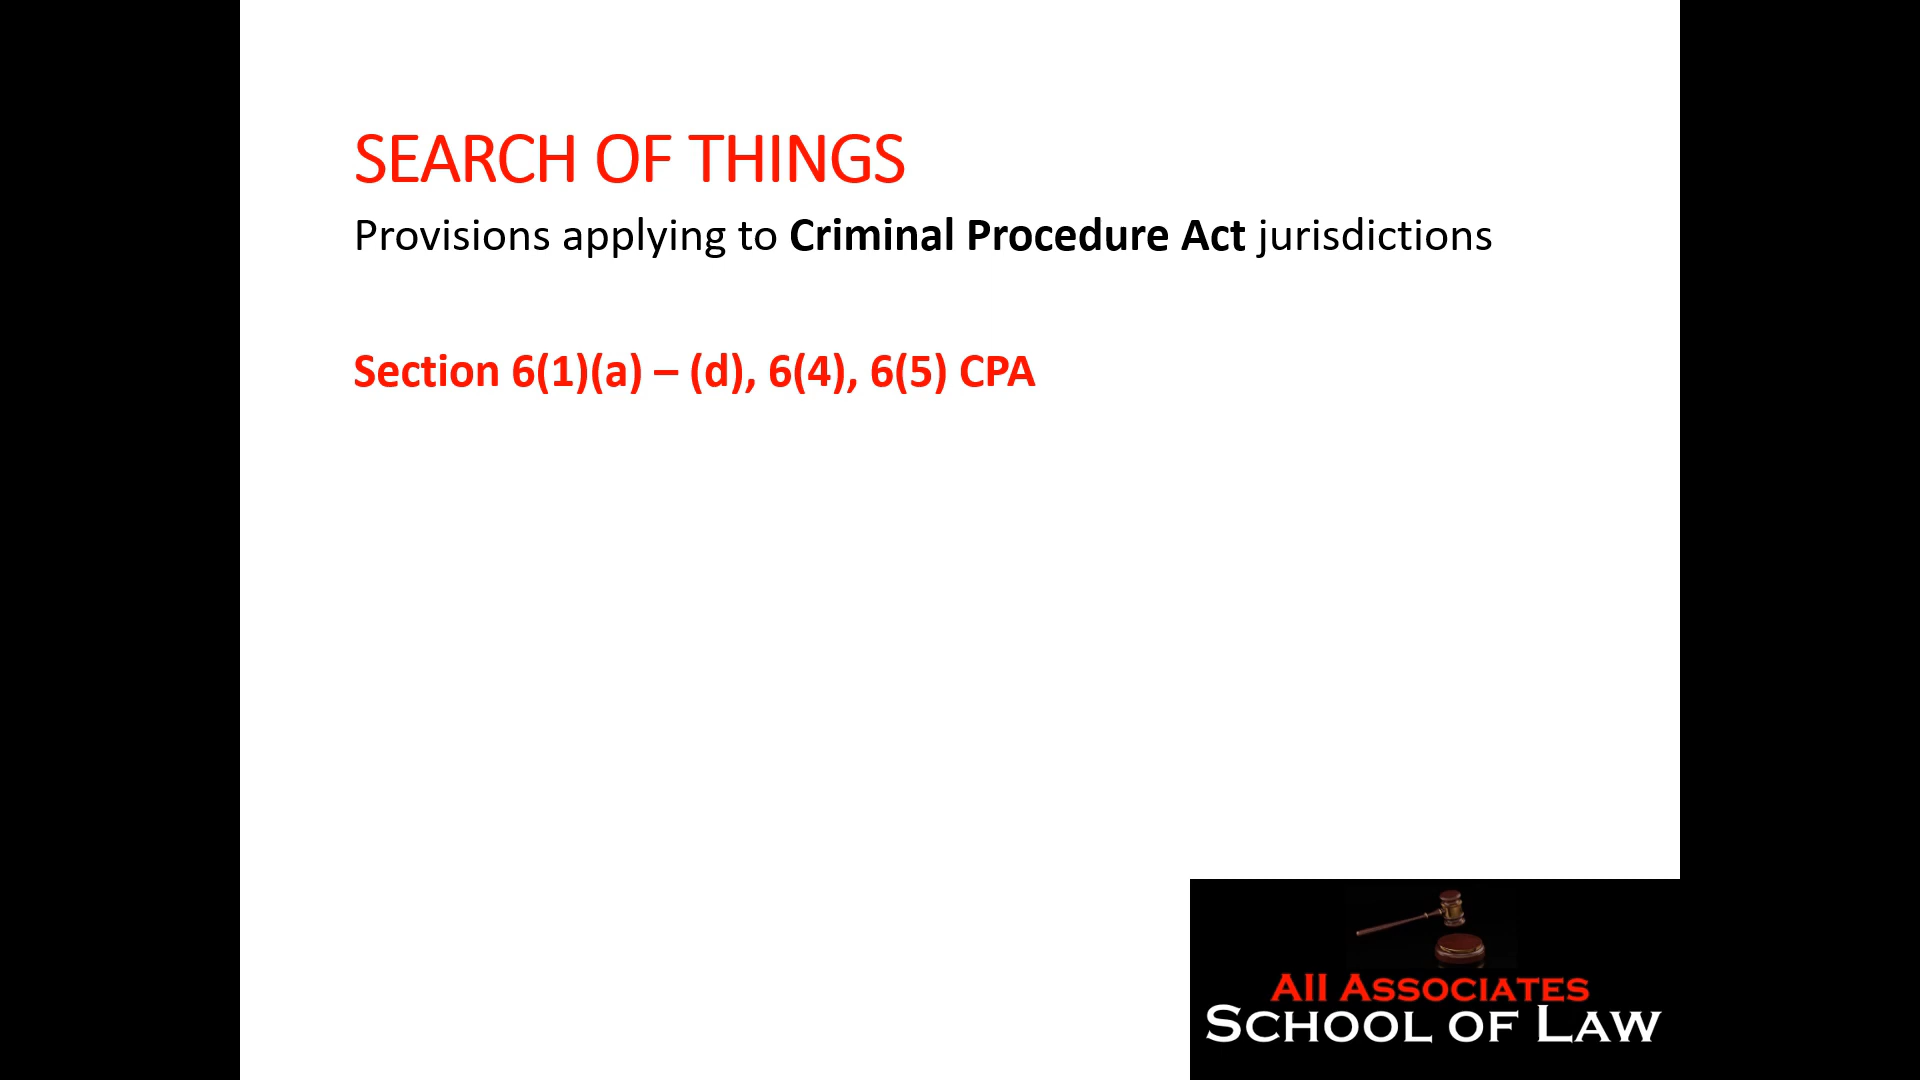 SEARCH OF THINGS
Provisions applying to Criminal Procedure Act jurisdictions
Section 6(1)(a) – (d), 6(4), 6(5) CPA
All Associates
School of Law